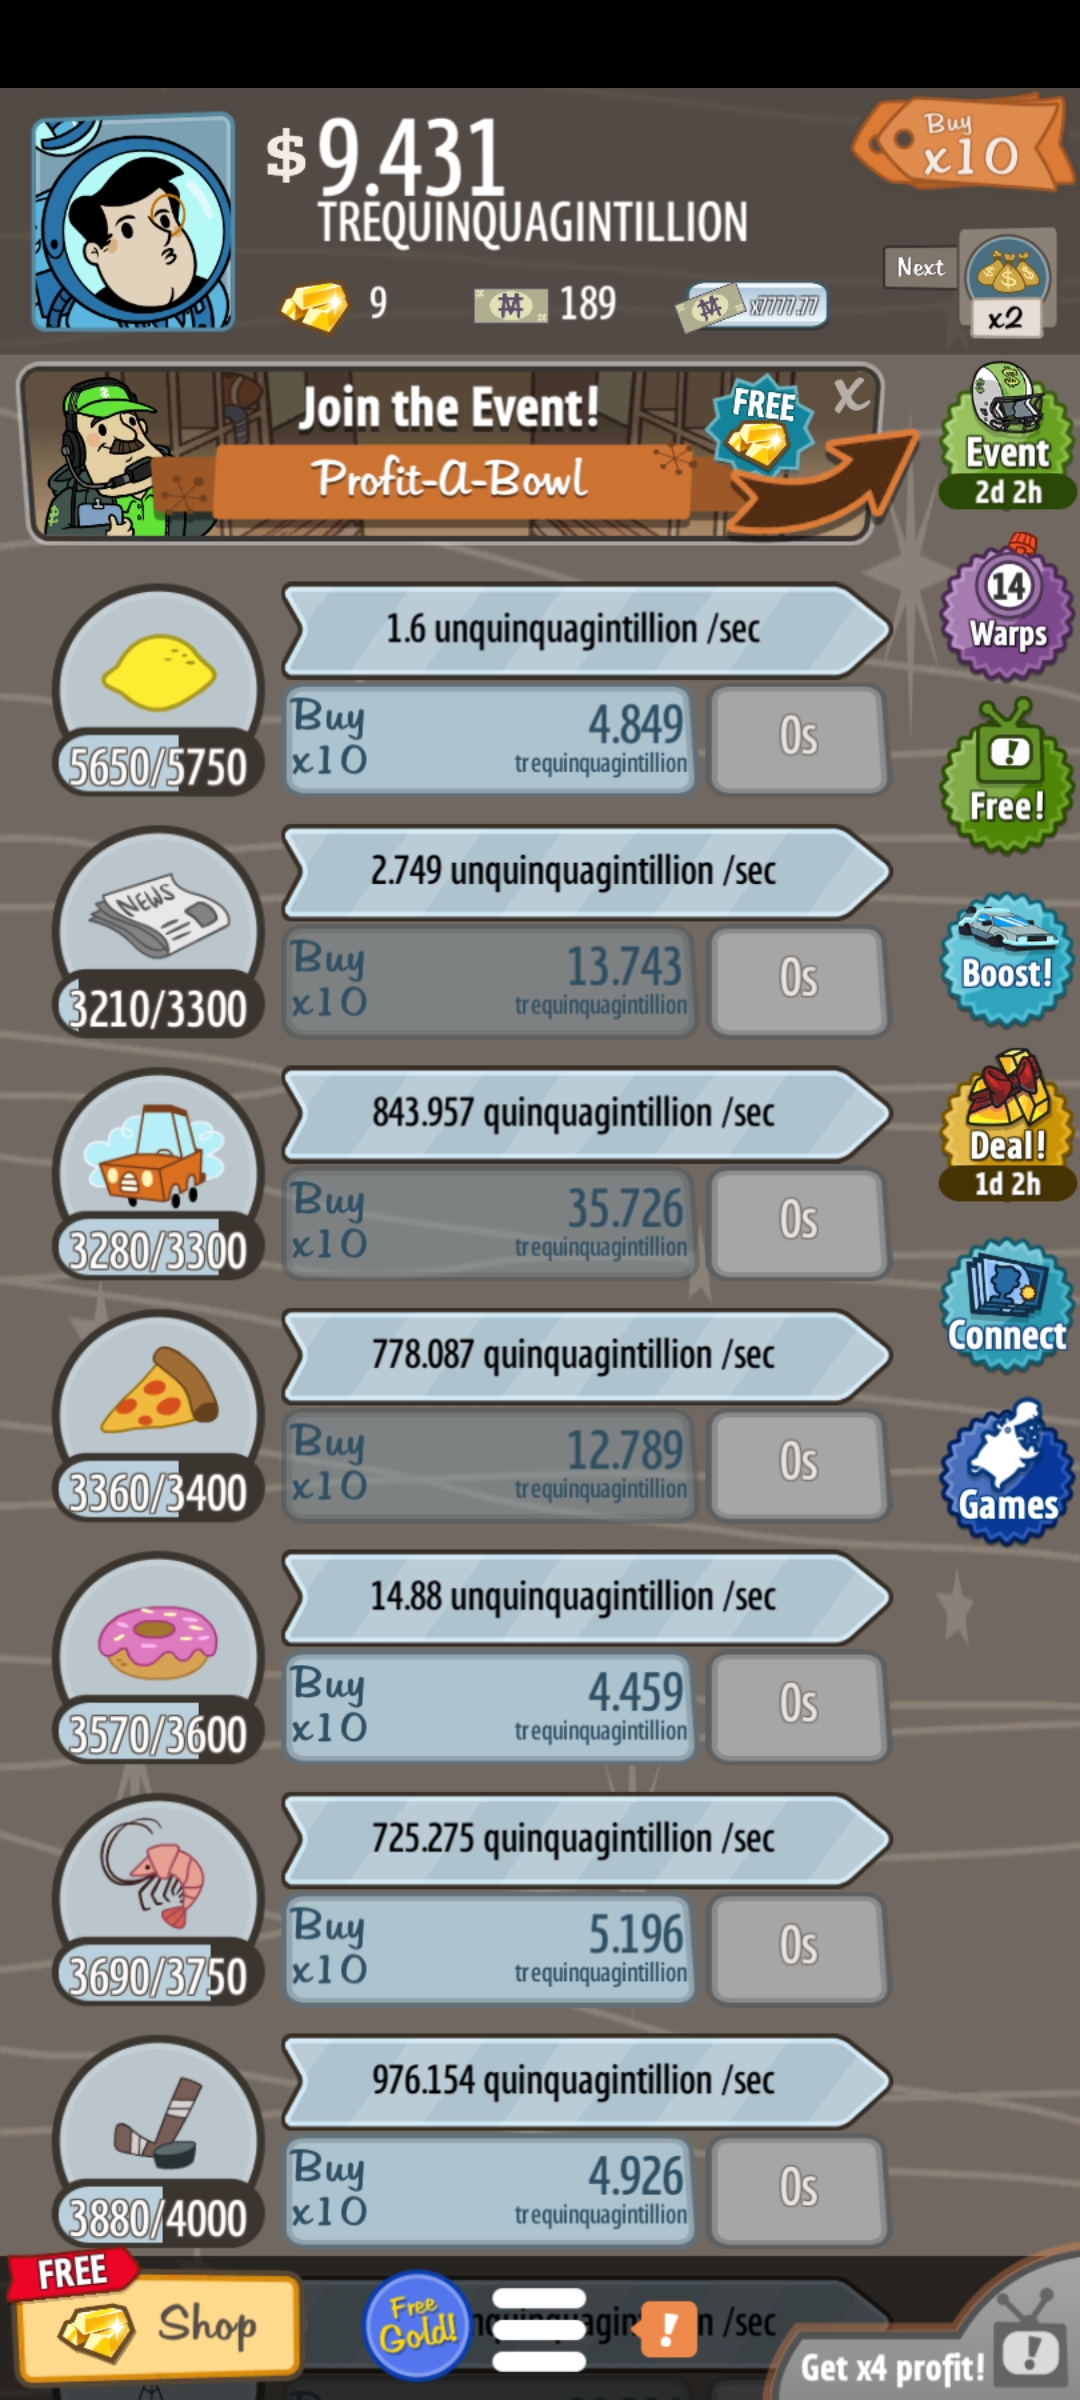 $9.431
TREQUINQUAGINTILLION
Buy
x10
9
189
x7777.77
Next
x2
Join the Event!
Profit-A-Bowl
FREE
X
Event
2d 2h
14
Warps
Free!
Boost!
Deal!
1d 2h
Connect
Games
1.6 unquinquagintillion /sec
Buy
x10
4.849
trequinquagintillion
0s
5650/5750
NEWS
2.749 unquinquagintillion /sec
Buy
x10
13.743
trequinquagintillion
0s
3210/3300
843.957 quinquagintillion /sec
Buy
x10
35.726
trequinquagintillion
0s
3280/3300
778.087 quinquagintillion /sec
Buy
x10
12.789
trequinquagintillion
0s
3360/3400
14.88 unquinquagintillion /sec
Buy
x10
4.459
trequinquagintillion
0s
3570/3600
725.275 quinquagintillion /sec
Buy
x10
5.196
trequinquagintillion
0s
3690/3750
976.154 quinquagintillion /sec
Buy
x10
4.926
trequinquagintillion
0s
3880/4000
FREE
Shop
Free
Gold!
/sec
!
Get x4 profit!
!